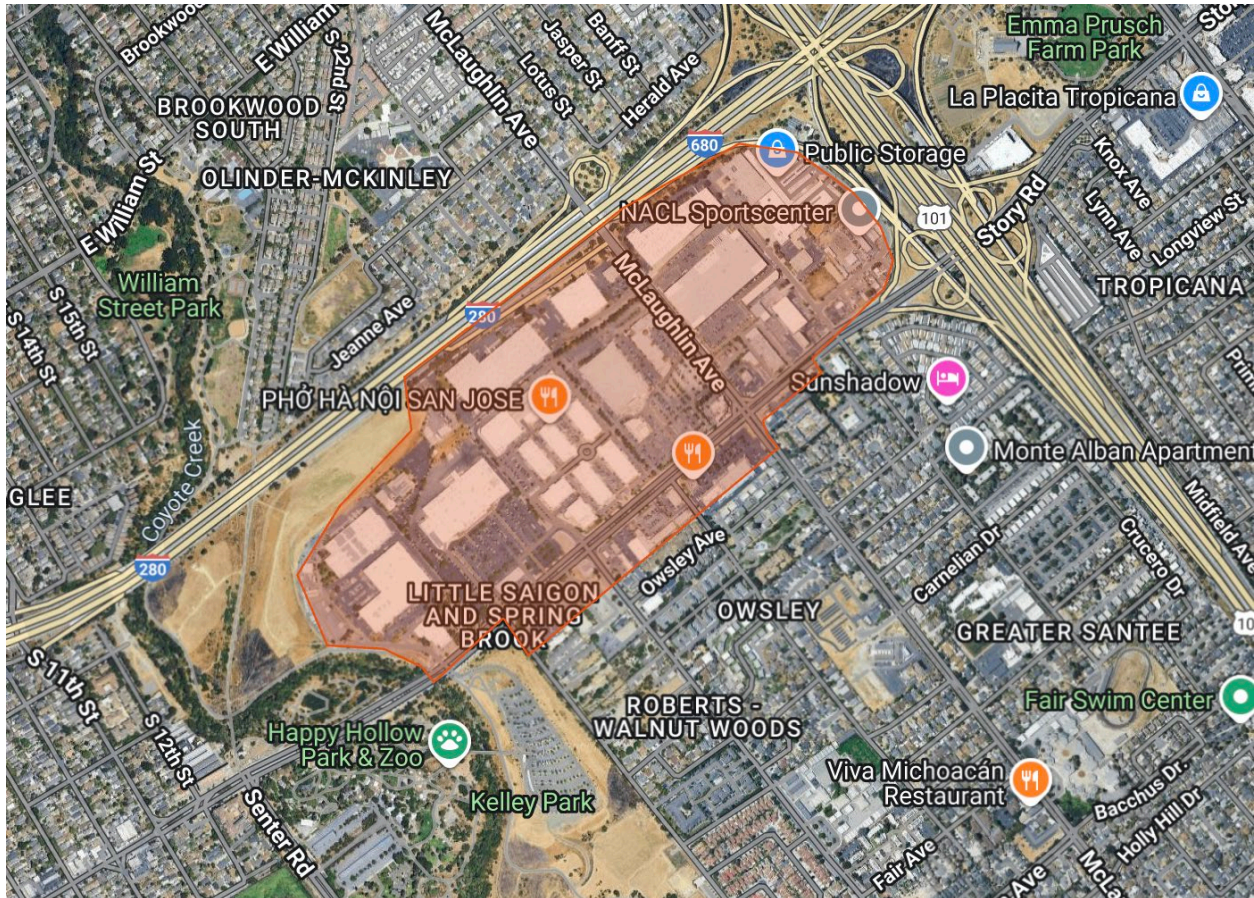 Brookwood
E William
S 22nd St
McLaughlin Ave
Jasper St
Banff St
Lotus St
Herald Ave
Emma Prusch
Farm Park
La Placita Tropicana
BROOKWOOD
SOUTH
OLINDER-MCKINLEY
680
Public Storage
Knox Ave
Lynn Ave
Longview St
E William St
NACL Sportscenter
101
Story Rd
William
Street Park
S 15th St
S 14th St
Jeanne Ave
280
McLaughlin Ave
TROPICANA
PHỞ HÀ NỘI SAN JOSE
Sunshadow
Monte Alban Apartmen
GLEE
Coyote Creek
280
Midfield Ave
Crucero Dr
Carnelian Dr
Owsley Ave
LITTLE SAIGON
AND SPRING
BROOK
OWSLEY
GREATER SANTEE
10
S 11th St
S 12th St
Senter Rd
Happy Hollow
Park & Zoo
Kelley Park
ROBERTS -
WALNUT WOODS
Fair Swim Center
Viva Michoacán
Restaurant
Bacchus Dr.
Holly Hill Dr
Fair Ave
Ave
McLa